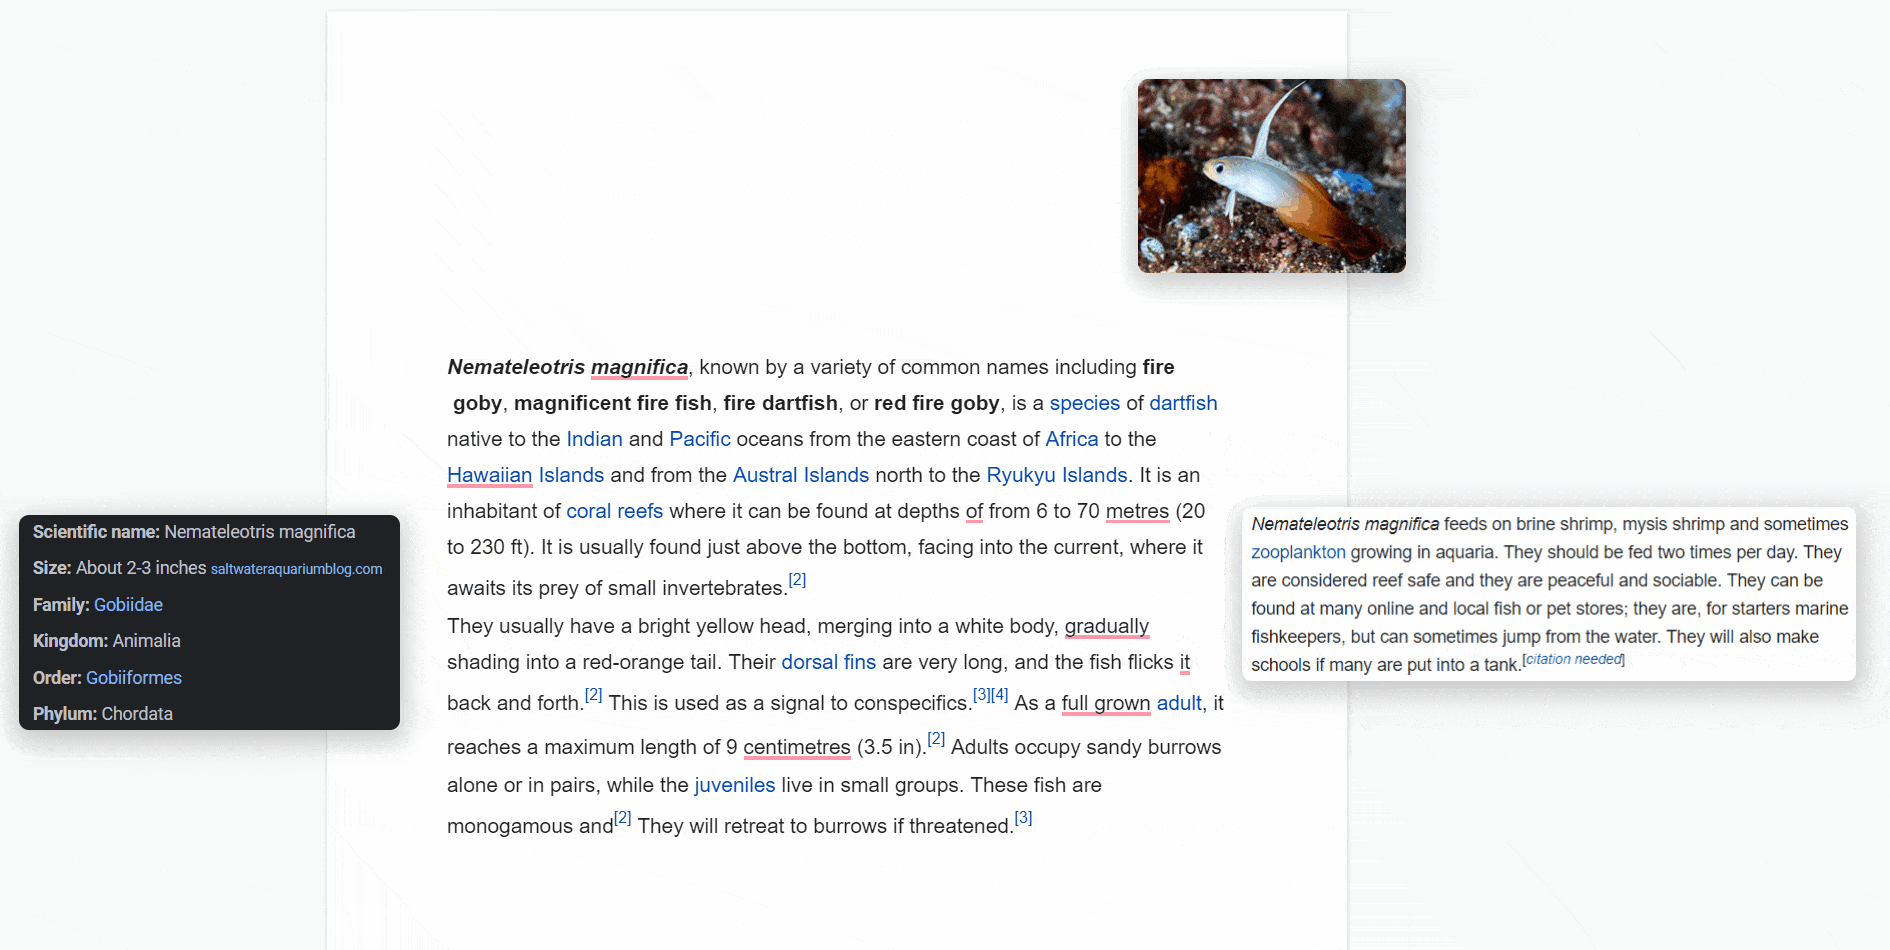 Nemateleotris magnifica, known by a variety of common names including fire
goby, magnificent fire fish, fire dartfish, or red fire goby, is a species of dartfish
native to the Indian and Pacific oceans from the eastern coast of Africa to the
Hawaiian Islands and from the Austral Islands north to the Ryukyu Islands. It is an
inhabitant of coral reefs where it can be found at depths of from 6 to 70 metres (20
to 230 ft). It is usually found just above the bottom, facing into the current, where it
awaits its prey of small invertebrates.[2]
They usually have a bright yellow head, merging into a white body, gradually
shading into a red-orange tail. Their dorsal fins are very long, and the fish flicks it
back and forth.[2] This is used as a signal to conspecifics.[3][4] As a full grown adult, it
reaches a maximum length of 9 centimetres (3.5 in).[2] Adults occupy sandy burrows
alone or in pairs, while the juveniles live in small groups. These fish are
monogamous and[2] They will retreat to burrows if threatened.[3]
Scientific name: Nemateleotris magnifica
Size: About 2-3 inches saltwateraquariumblog.com
Family: Gobiidae
Kingdom: Animalia
Order: Gobiiformes
Phylum: Chordata
Nemateleotris magnifica feeds on brine shrimp, mysis shrimp and sometimes
zooplankton growing in aquaria. They should be fed two times per day. They
are considered reef safe and they are peaceful and sociable. They can be
found at many online and local fish or pet stores; they are, for starters marine
fishkeepers, but can sometimes jump from the water. They will also make
schools if many are put into a tank.[citation needed]